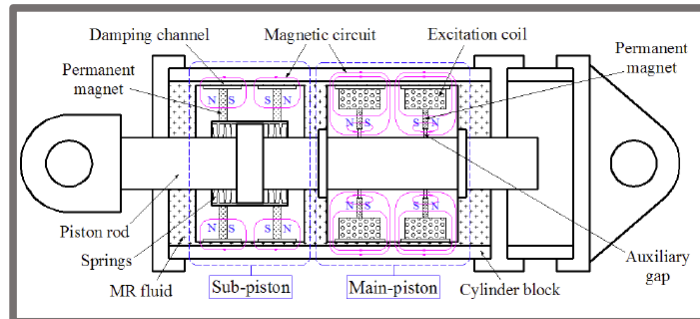 Damping channel
Magnetic circuit
Excitation coil
Permanent
magnet
Permanent
magnet
N S
N S
N S
N S
N S
N S
N S
N S
Piston rod
Springs
MR fluid
Sub-piston
Main-piston
Cylinder block
Auxiliary
gap